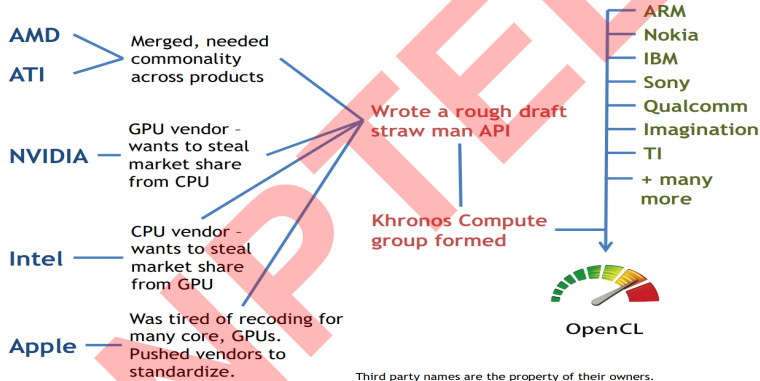 AMD
ATI
Merged, needed
commonality
across products
NVIDIA
GPU vendor -
wants to steal
market share
from CPU
Intel
CPU vendor -
wants to steal
market share
from GPU
Apple
Was tired of recoding for
many core, GPUs.
Pushed vendors to
standardize.
Wrote a rough draft
straw man API
Khronos Compute
group formed
ARM
Nokia
IBM
Sony
Qualcomm
Imagination
TI
+ many
more
OpenCL
Third party names are the property of their owners.
NPTEL